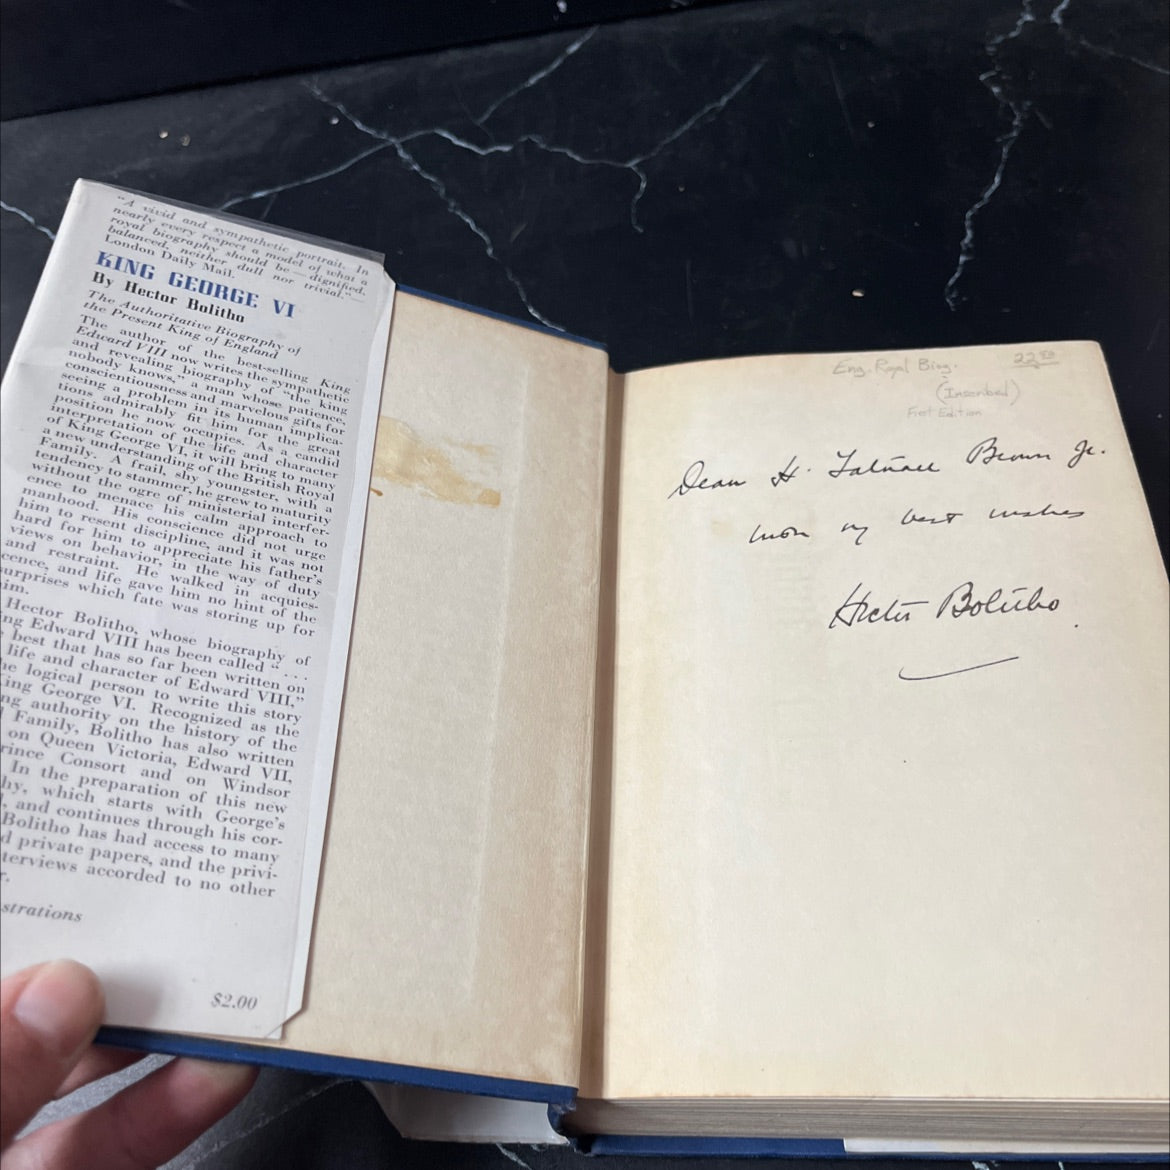 "A vivid and sympathetic portrait. In
nearly every respect a model of what a
royal biography should be—dignified,
balanced, neither dull nor trivial."—
London Daily Mail.
KING GEORGE VI
By Hector Bolitho
The Authoritative Biography of
the Present King of England
The author of the best-selling King
Edward VIII now writes the sympathetic
and revealing biography of "the king
nobody knows," a man whose patience,
conscientiousness and marvelous gifts for
seeing a problem in its human implica-
tions admirably fit him for the great
position he now occupies. As a candid
interpretation of the life and character
of King George VI, it will bring to many
a new understanding of the British Royal
Family. A frail, shy youngster, with a
tendency to stammer, he grew to maturity
without the ogre of ministerial interfer-
ence to menace his calm approach to
manhood. His conscience did not urge
him to resent discipline, and it was not
hard for him to appreciate his father's
views on behavior, in the way of duty
and restraint. He walked in acquies-
cence, and life gave him no hint of the
surprises which fate was storing up for
him.
Hector Bolitho, whose biography of
ng Edward VIII has been called "...
best that has so far been written on
life and character of Edward VIII,"
he logical person to write this story
ing George VI. Recognized as the
ng authority on the history of the
Family, Bolitho has also written
on Queen Victoria, Edward VII,
rince Consort and on Windsor
In the preparation of this new
hy, which starts with George's
, and continues through his cor-
Bolitho has had access to many
d private papers, and the privi-
terviews accorded to no other
r.
strations
$2.00
Eng. Royal Biog.
22.50
(Inscribed)
First Edition
Dean H. Tatnall Brown Jr.
my best wishes
Hector Bolitho